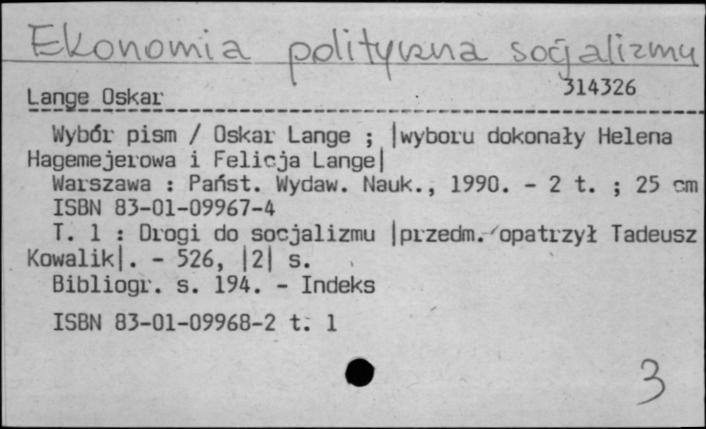 Ekonomia polityczna socjalizmu
314326
Lange Oskar
Wybór pism / Oskar Lange ; |wyboru dokonały Helena
Hagemejerowa i Felicja Lange|
Warszawa : Państ. Wydaw. Nauk., 1990. - 2 t. ; 25 cm
ISBN 83-01-09967-4
T. 1 : Drogi do socjalizmu |przedm. opatrzył Tadeusz
Kowalik|. - 526, |2| s.
Bibliogr. s. 194. - Indeks
ISBN 83-01-09968-2 t. 1
3